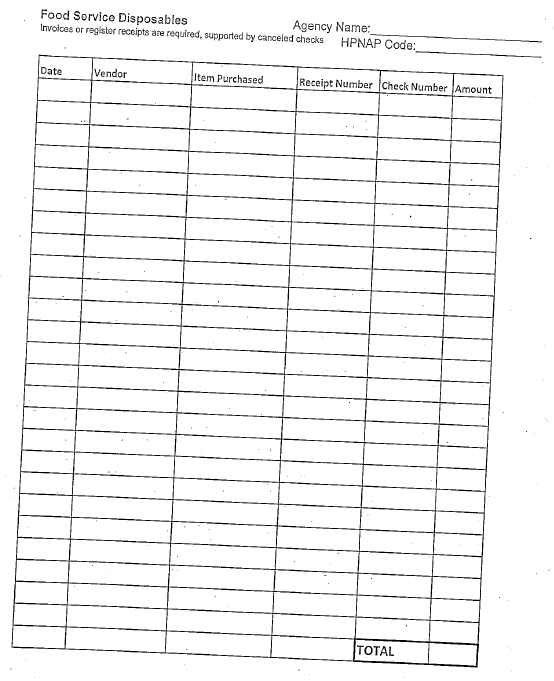 Food Service Disposables
Agency Name:
Invoices or register receipts are required, supported by canceled checks
HPNAP Code:
Date Vendor Item Purchased Receipt Number Check Number Amount
TOTAL